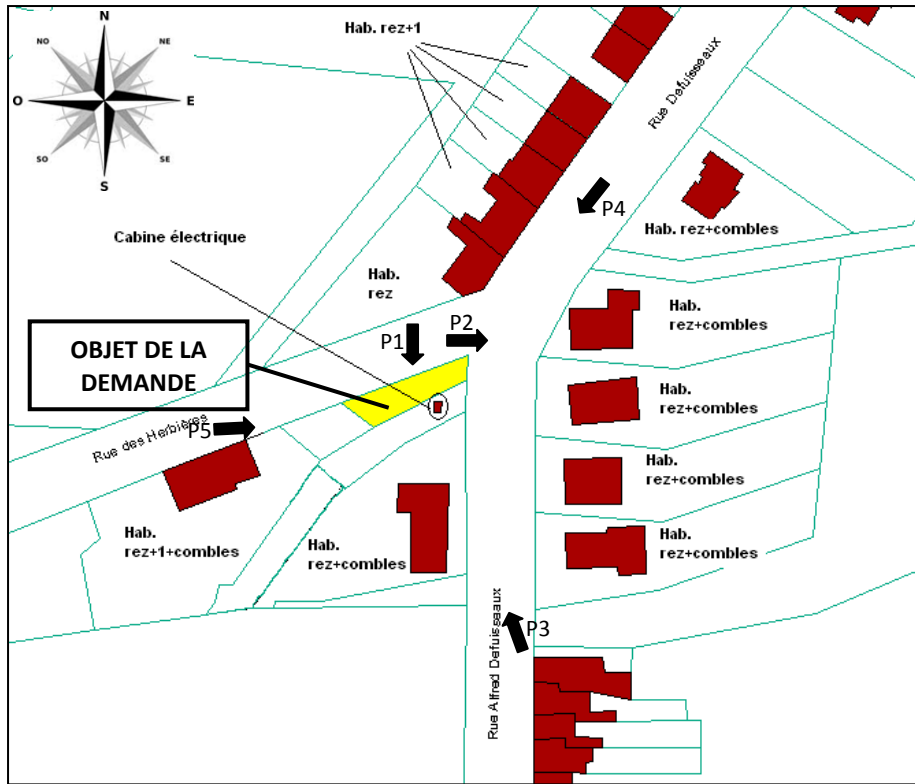 N
NO
NE
O
E
SO
SE
S
Hab. rez+1
Rue Defuisseaux
P4
Hab. rez+combles
Cabine électrique
Hab.
rez
Hab.
rez+combles
P1
P2
OBJET DE LA
DEMANDE
Hab.
rez+combles
Rue des Herbières
P5
Hab.
rez+combles
Hab.
rez+1+combles
Hab.
rez+combles
Hab.
rez+combles
P3
Rue Alfred Defuisseaux